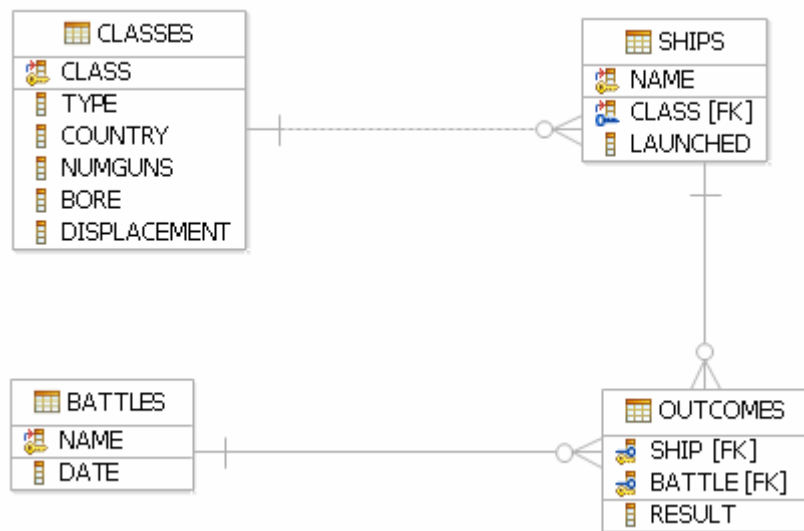 CLASSES
CLASS
TYPE
COUNTRY
NUMGUNS
BORE
DISPLACEMENT
SHIPS
NAME
CLASS [FK]
LAUNCHED
BATTLES
NAME
DATE
OUTCOMES
SHIP [FK]
BATTLE [FK]
RESULT